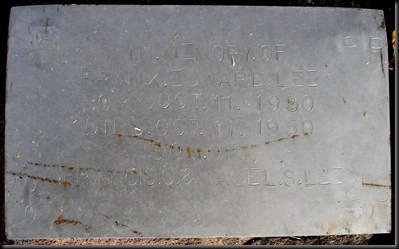 IN.MEMORY.OF
FRANK.EDWARD.LEE
BORN.OCT.11.1950
DIED.OCT.11.1950
SON.OF
FRANCIS.C.&.HAZEL.S.LEE